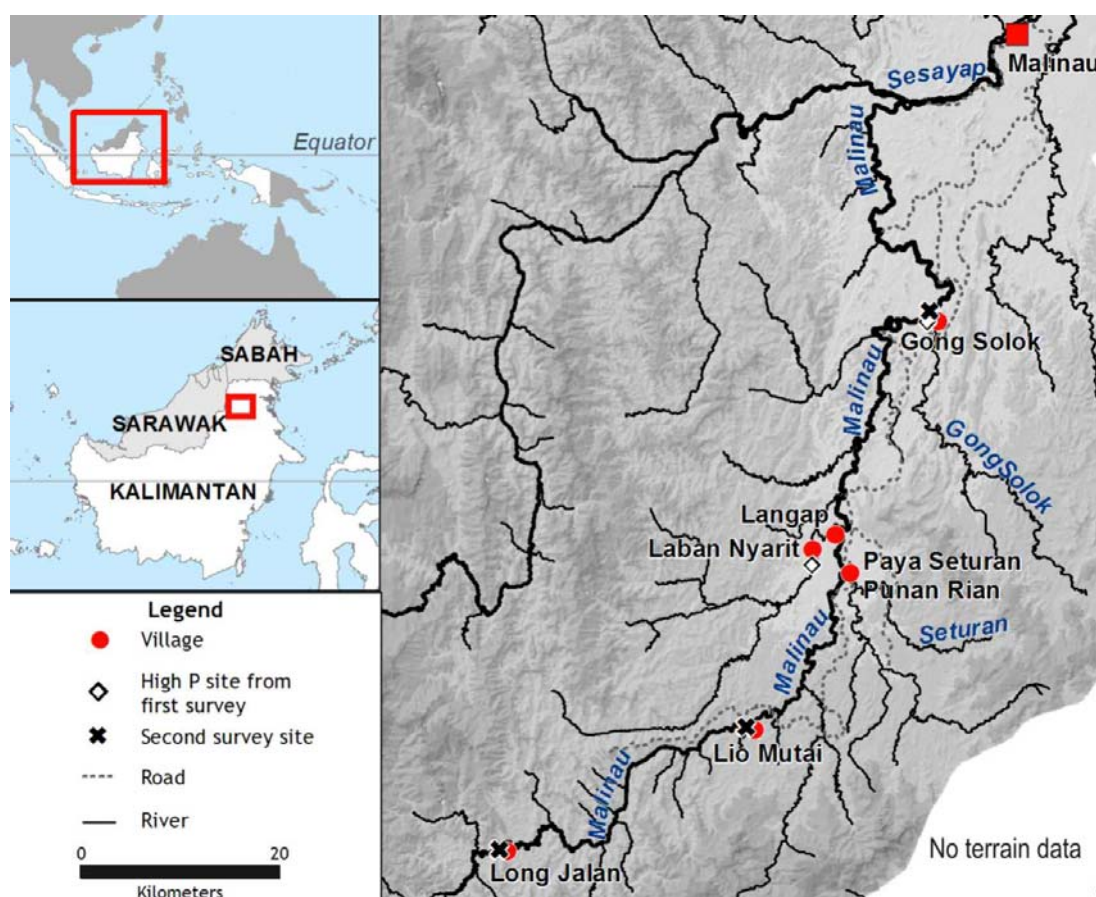 Equator
SABAH
SARAWAK
KALIMANTAN
Legend
Village
High P site from
first survey
Second survey site
Road
River
0 20
Kilometers
Malinau
Sesayap
Malinau
Gong Solok
Malinau
GongSolok
Langap
Laban Nyarit
Paya Seturan
Punan Rian
Seturan
Malinau
Lio Mutai
Malinau
Long Jalan
No terrain data